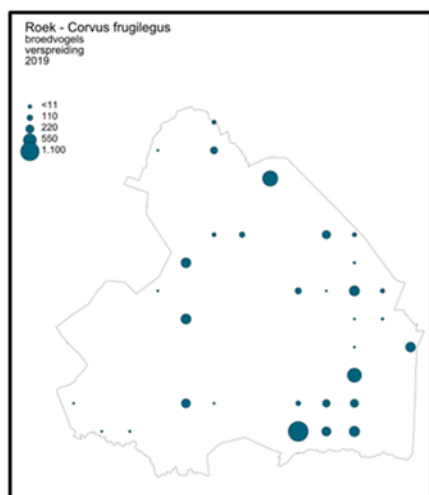 Roek - Corvus frugilegus
broedvogels
verspreiding
2019
<11
110
220
550
1.100